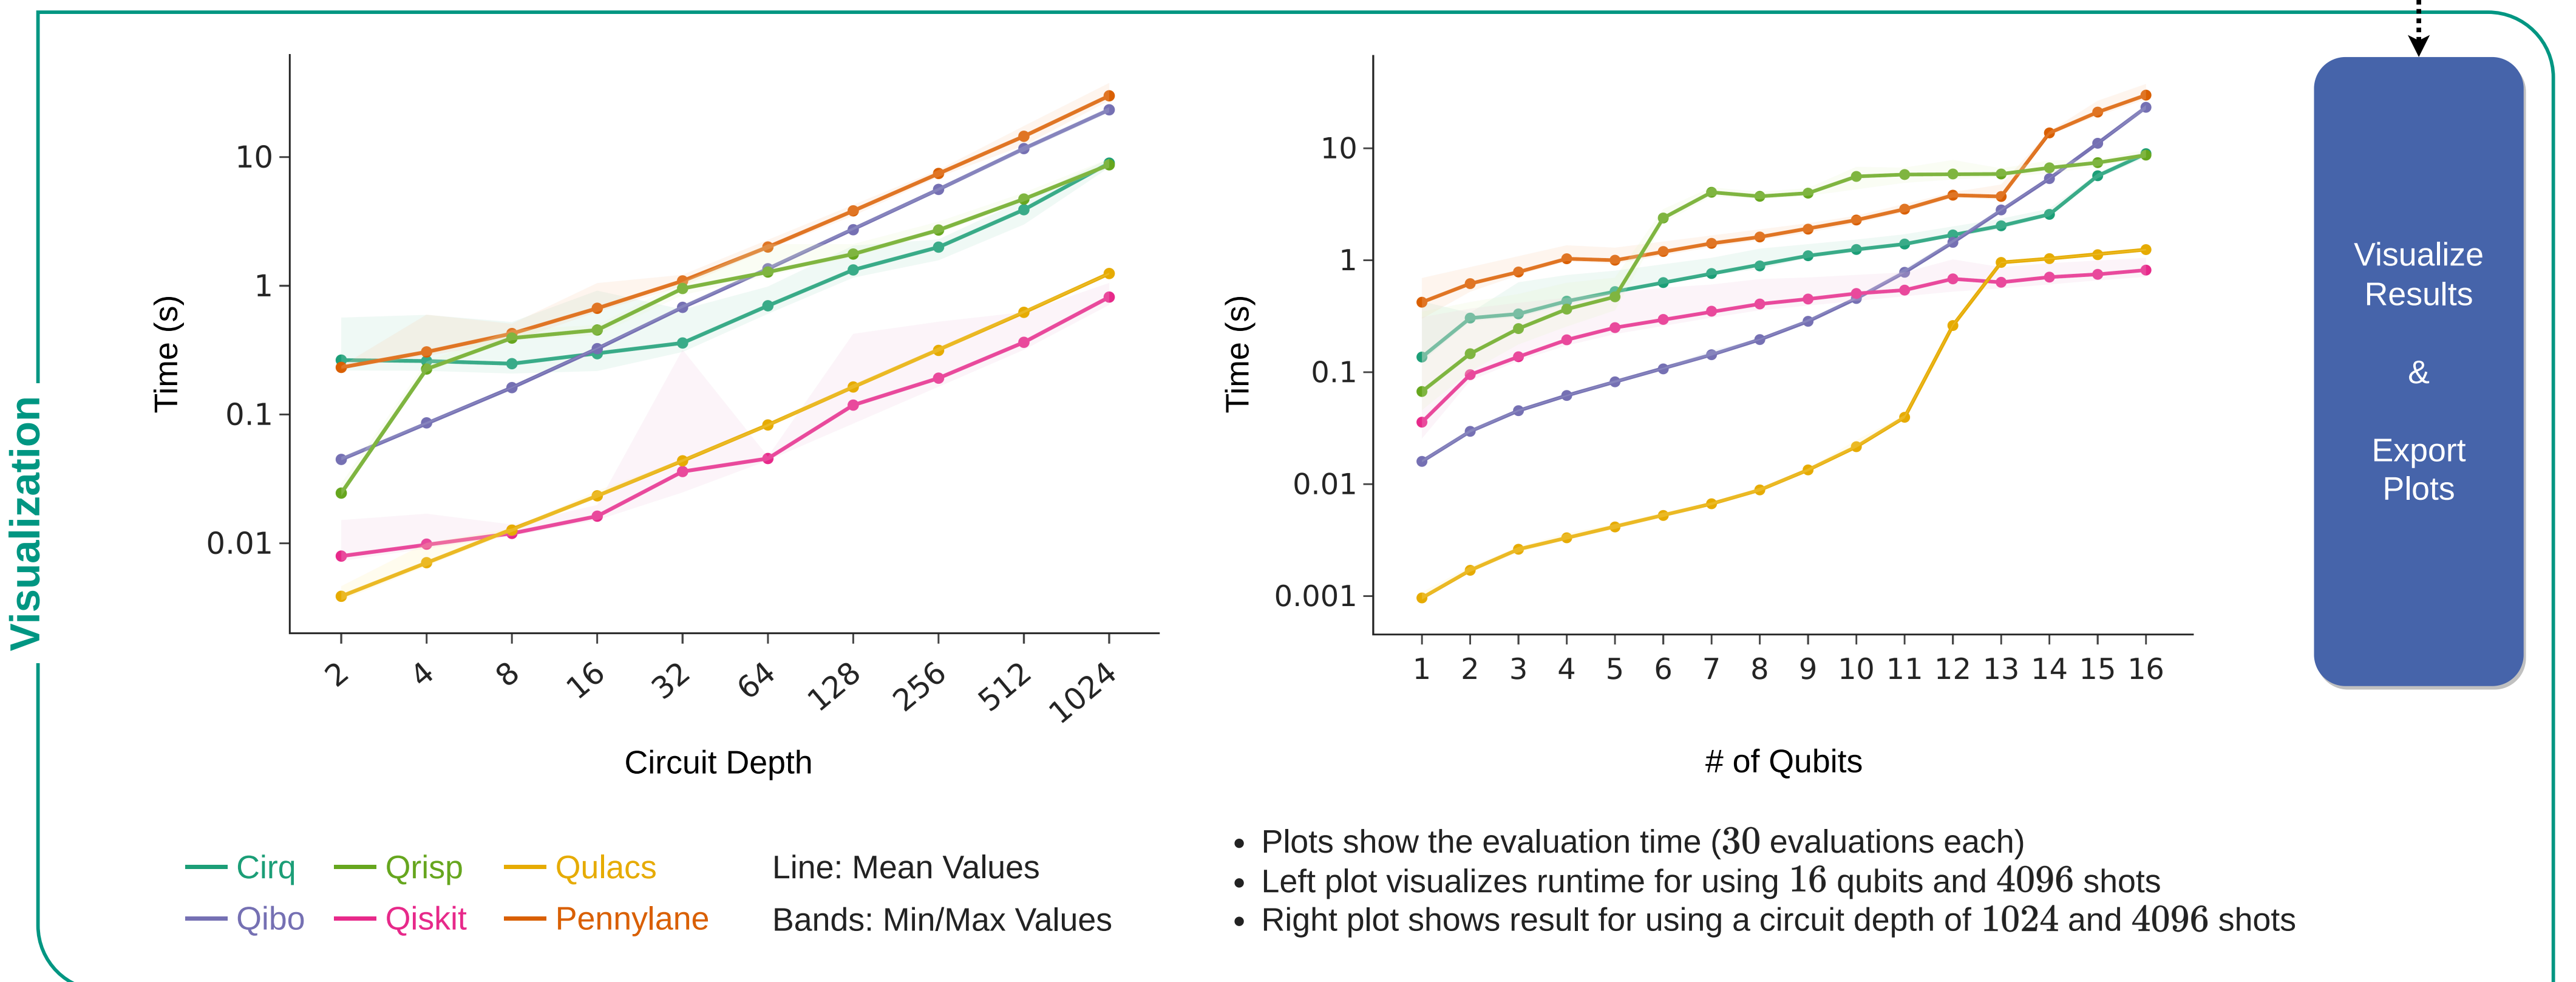 Visualization
Time (s)
10
1
0.1
0.01
2 4 8 16 32 64 128 256 512 1024
Circuit Depth
Time (s)
10
1
0.1
0.01
0.001
1 2 3 4 5 6 7 8 9 10 11 12 13 14 15 16
# of Qubits
Visualize
Results
&
Export
Plots
Cirq Qrisp Qulacs
Qibo Qiskit Pennylane
Line: Mean Values
Bands: Min/Max Values
• Plots show the evaluation time (30 evaluations each)
• Left plot visualizes runtime for using 16 qubits and 4096 shots
• Right plot shows result for using a circuit depth of 1024 and 4096 shots